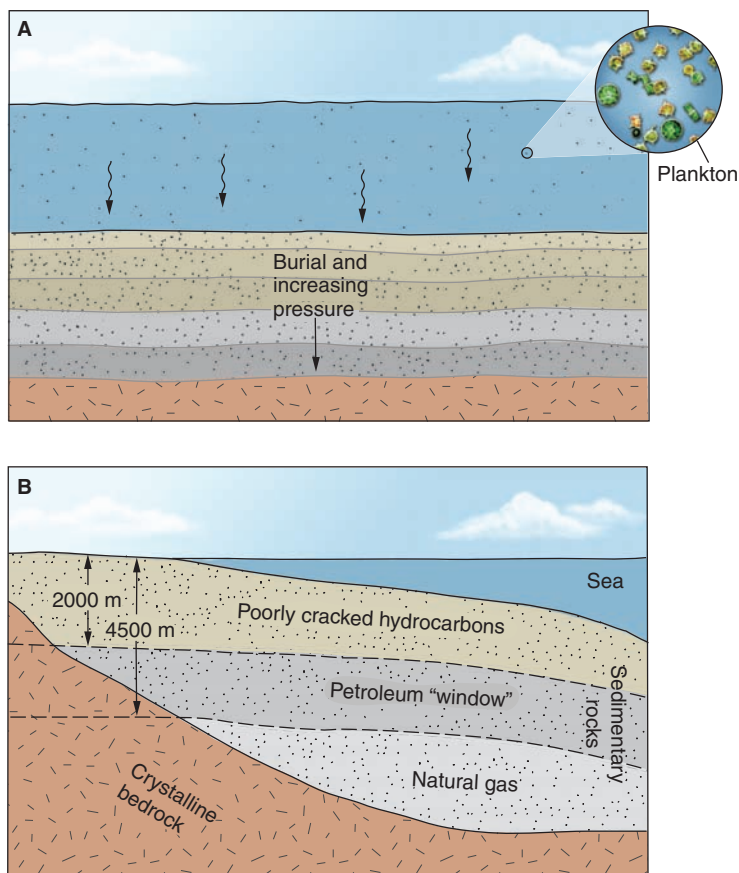 A
Plankton
Burial and
increasing
pressure
B
2000 m
4500 m
Sea
Poorly cracked hydrocarbons
Petroleum “window”
Sedimentary
rocks
Natural gas
Crystalline
bedrock